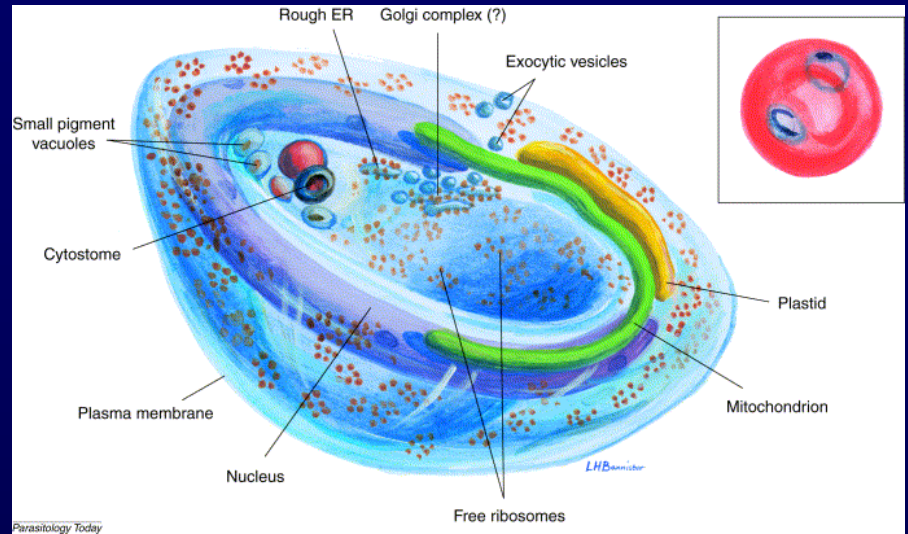 Rough ER
Golgi complex (?)
Exocytic vesicles
Small pigment
vacuoles
Cytostome
Plastid
Mitochondrion
Plasma membrane
Nucleus
LHBannister
Free ribosomes
Parasitology Today